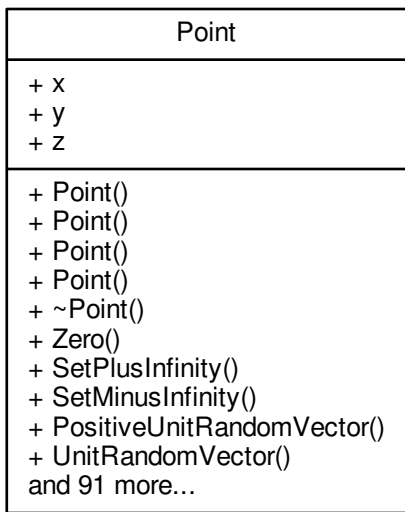 Point
+ x
+ y
+ z
+ Point()
+ Point()
+ Point()
+ Point()
+ ~Point()
+ Zero()
+ SetPlusInfinity()
+ SetMinusInfinity()
+ PositiveUnitRandomVector()
+ UnitRandomVector()
and 91 more...